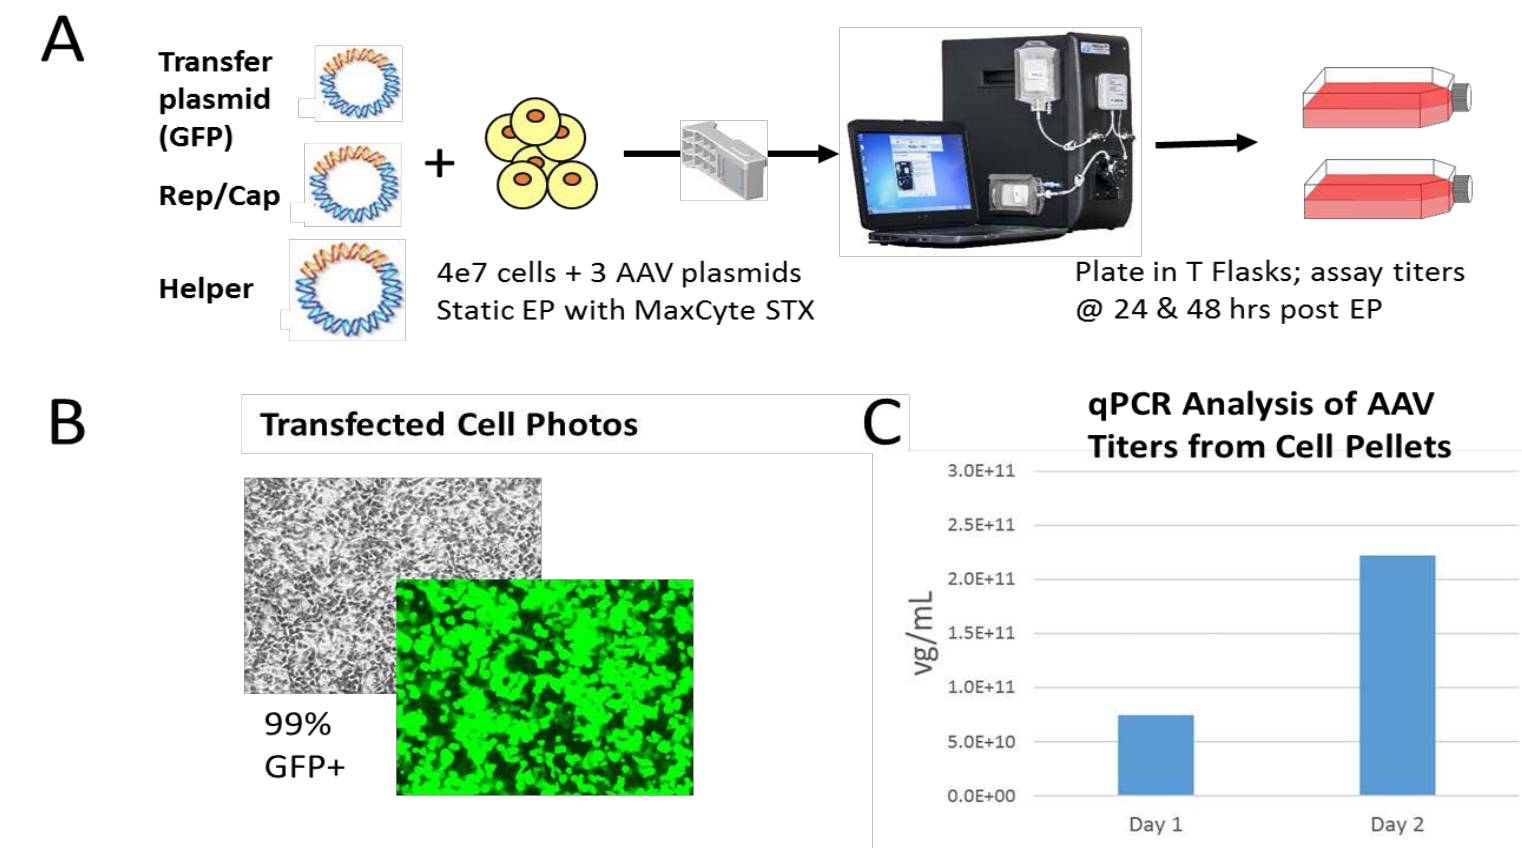 A
Transfer
plasmid
(GFP)
Rep/Cap
Helper
+
4e7 cells + 3 AAV plasmids
Static EP with MaxCyte STX
Plate in T Flasks; assay titers
@ 24 & 48 hrs post EP
B
Transfected Cell Photos
99%
GFP+
C
qPCR Analysis of AAV
Titers from Cell Pellets
vg/mL
3.0E+11
2.5E+11
2.0E+11
1.5E+11
1.0E+11
5.0E+10
0.0E+00
Day 1
Day 2